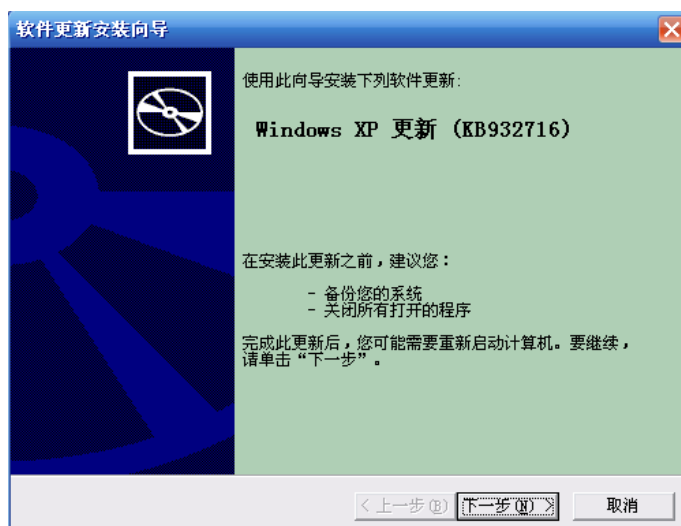 软件更新安装向导
使用此向导安装下列软件更新:
Windows XP 更新 (KB932716)
在安装此更新之前，建议您：
- 备份您的系统
- 关闭所有打开的程序
完成此更新后，您可能需要重新启动计算机。要继续，
请单击“下一步”。
< 上一步(B) 下一步(N) > 取消